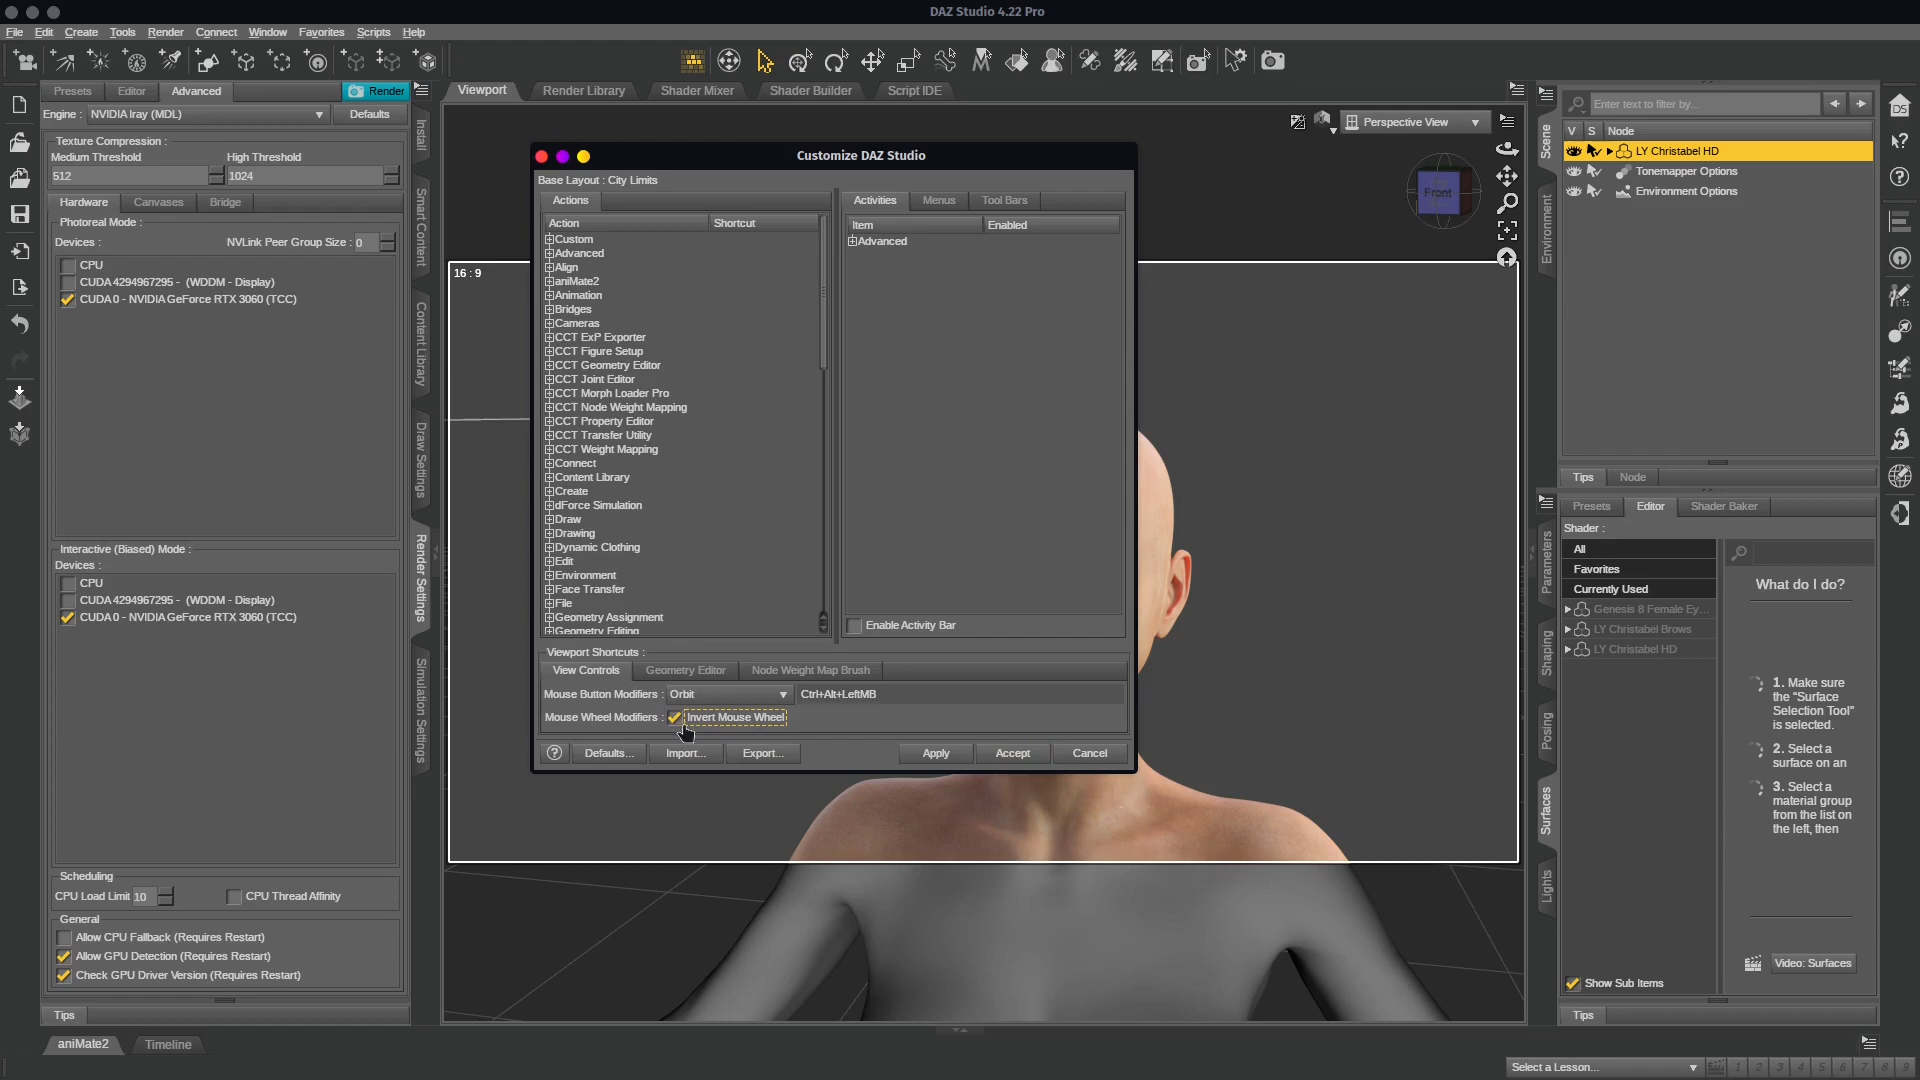 DAZ Studio 4.22 Pro
File Edit Create Tools Render Connect Window Favorites Scripts Help
Presets Editor Advanced Render
Engine : NVIDIA Iray (MDL) Defaults
Texture Compression :
Medium Threshold High Threshold
512 1024
Hardware Canvases Bridge
Photoreal Mode :
Devices : NVLink Peer Group Size : 0
CPU
CUDA 4294967295 - (WDDM - Display)
CUDA 0 - NVIDIA GeForce RTX 3060 (TCC)
Interactive (Biased) Mode :
Devices :
CPU
CUDA 4294967295 - (WDDM - Display)
CUDA 0 - NVIDIA GeForce RTX 3060 (TCC)
Scheduling
CPU Load Limit 10 CPU Thread Affinity
General
Allow CPU Fallback (Requires Restart)
Allow GPU Detection (Requires Restart)
Check GPU Driver Version (Requires Restart)
Tips
aniMate2 Timeline
Install
Smart Content
Content Library
Draw Settings
Render Settings
Simulation Settings
Viewport Render Library Shader Mixer Shader Builder Script IDE
Perspective View
Front
16 : 9
Customize DAZ Studio
Base Layout : City Limits
Actions
Action Shortcut
Custom
Advanced
Align
aniMate2
Animation
Bridges
Cameras
CCT ExP Exporter
CCT Figure Setup
CCT Geometry Editor
CCT Joint Editor
CCT Morph Loader Pro
CCT Node Weight Mapping
CCT Property Editor
CCT Transfer Utility
CCT Weight Mapping
Connect
Content Library
Create
dForce Simulation
Draw
Drawing
Dynamic Clothing
Edit
Environment
Face Transfer
File
Geometry Assignment
Geometry Editing
Activities Menus Tool Bars
Item Enabled
Advanced
Enable Activity Bar
Viewport Shortcuts :
View Controls Geometry Editor Node Weight Map Brush
Mouse Button Modifiers : Orbit Ctrl+Alt+LeftMB
Mouse Wheel Modifiers : Invert Mouse Wheel
? Defaults... Import... Export... Apply Accept Cancel
Scene
Environment
Enter text to filter by...
V S Node
LY Christabel HD
Tonemapper Options
Environment Options
Tips Node
Parameters
Shaping
Posing
Surfaces
Lights
Presets Editor Shader Baker
Shader :
All
Favorites
Currently Used
Genesis 8 Female Ey...
LY Christabel Brows
LY Christabel HD
What do I do?
1. Make sure
the "Surface
Selection Tool"
is selected.
2. Select a
surface on an
3. Select a
material group
from the list on
the left, then
Video: Surfaces
Show Sub Items
Tips
DS
Select a Lesson... 1 2 3 4 5 6 7 8 9